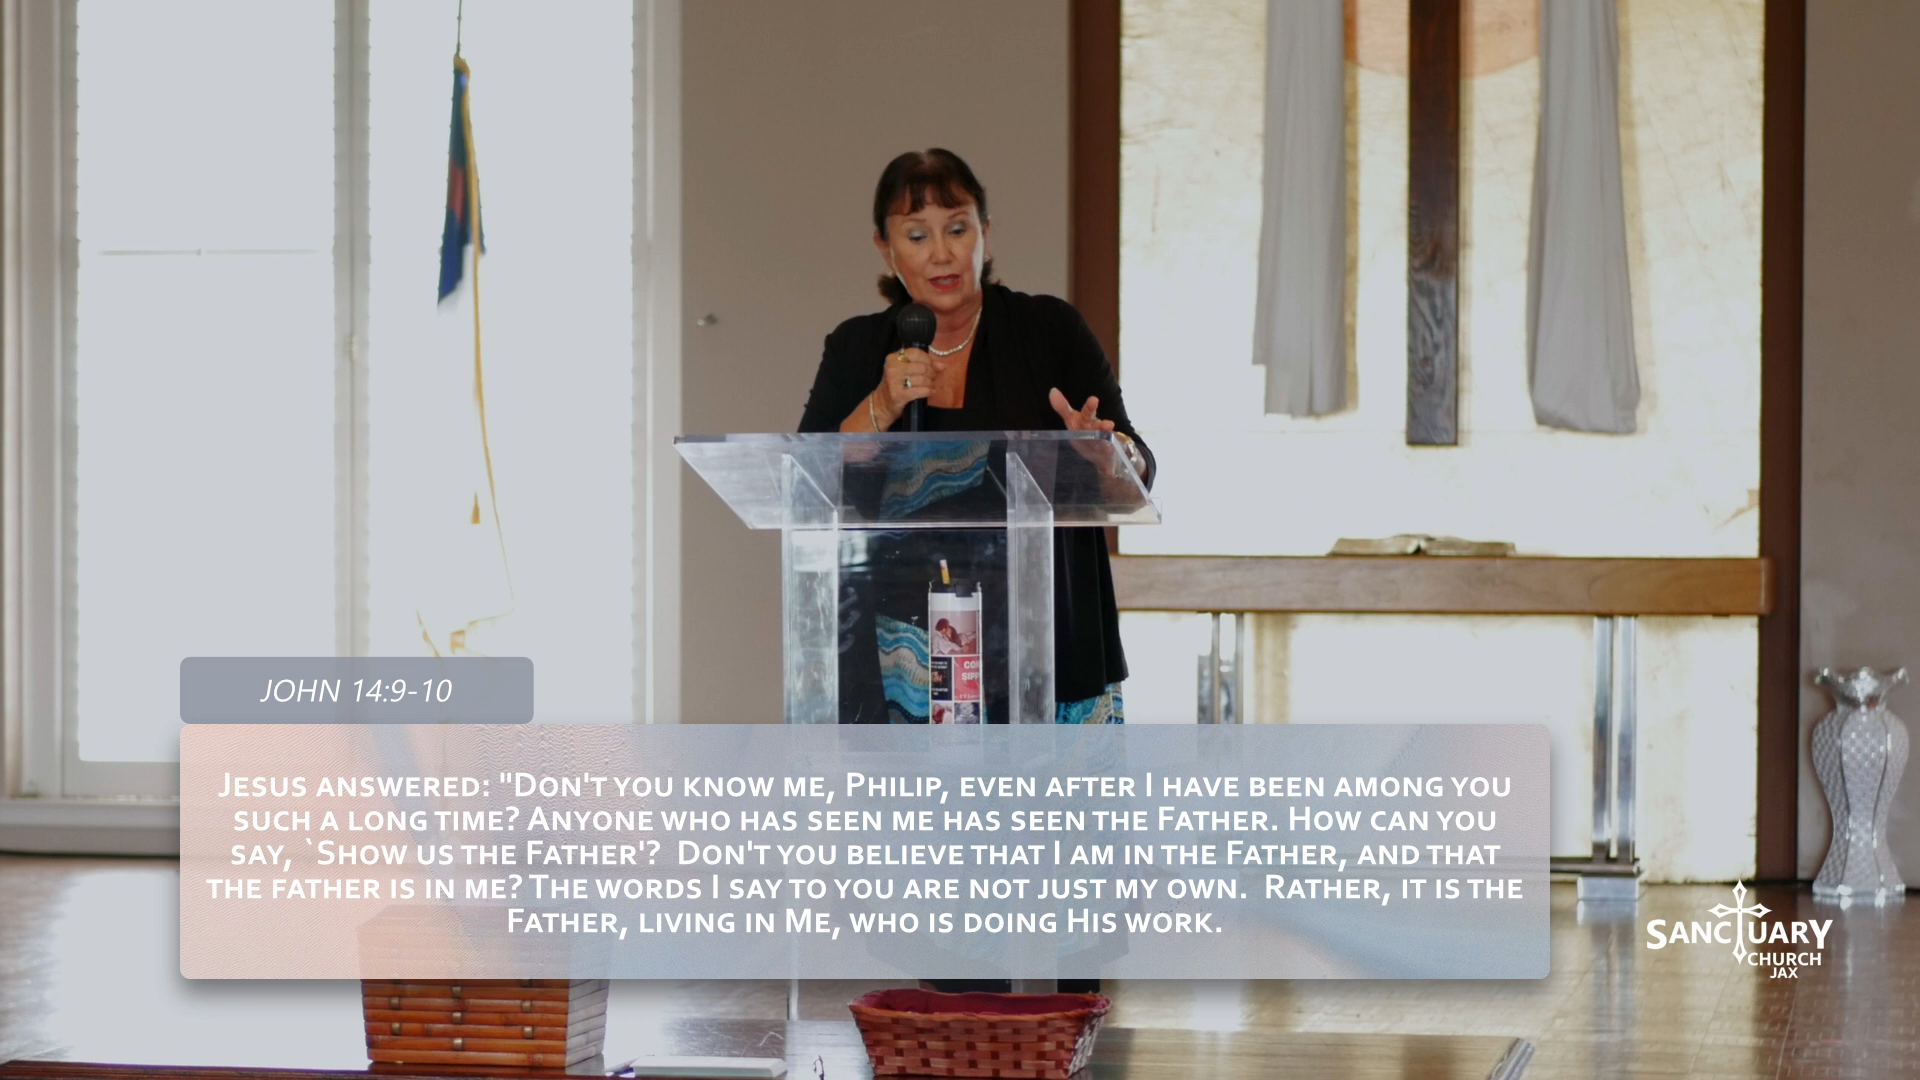 COF
SIPP
JOHN 14:9-10
JESUS ANSWERED: "DON'T YOU KNOW ME, PHILIP, EVEN AFTER I HAVE BEEN AMONG YOU
SUCH A LONG TIME? ANYONE WHO HAS SEEN ME HAS SEEN THE FATHER. HOW CAN YOU
SAY, `SHOW US THE FATHER'?  DON'T YOU BELIEVE THAT I AM IN THE FATHER, AND THAT
THE FATHER IS IN ME? THE WORDS I SAY TO YOU ARE NOT JUST MY OWN.  RATHER, IT IS THE
FATHER, LIVING IN ME, WHO IS DOING HIS WORK.
SANCTUARY
CHURCH
JAX